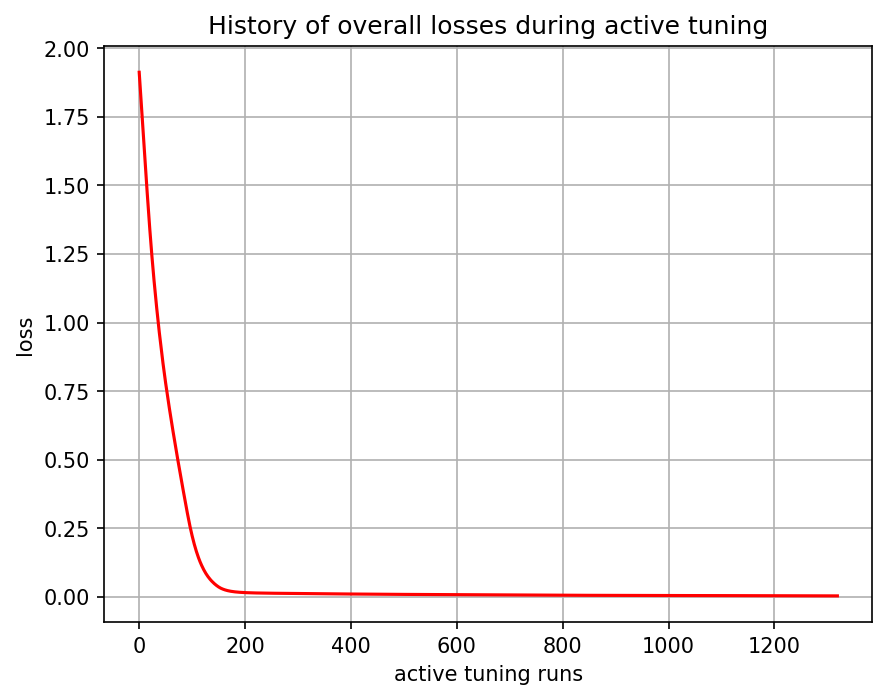 History of overall losses during active tuning
2.00
1.75
1.50
1.25
1.00
0.75
0.50
0.25
0.00
loss
0 200 400 600 800 1000 1200
active tuning runs